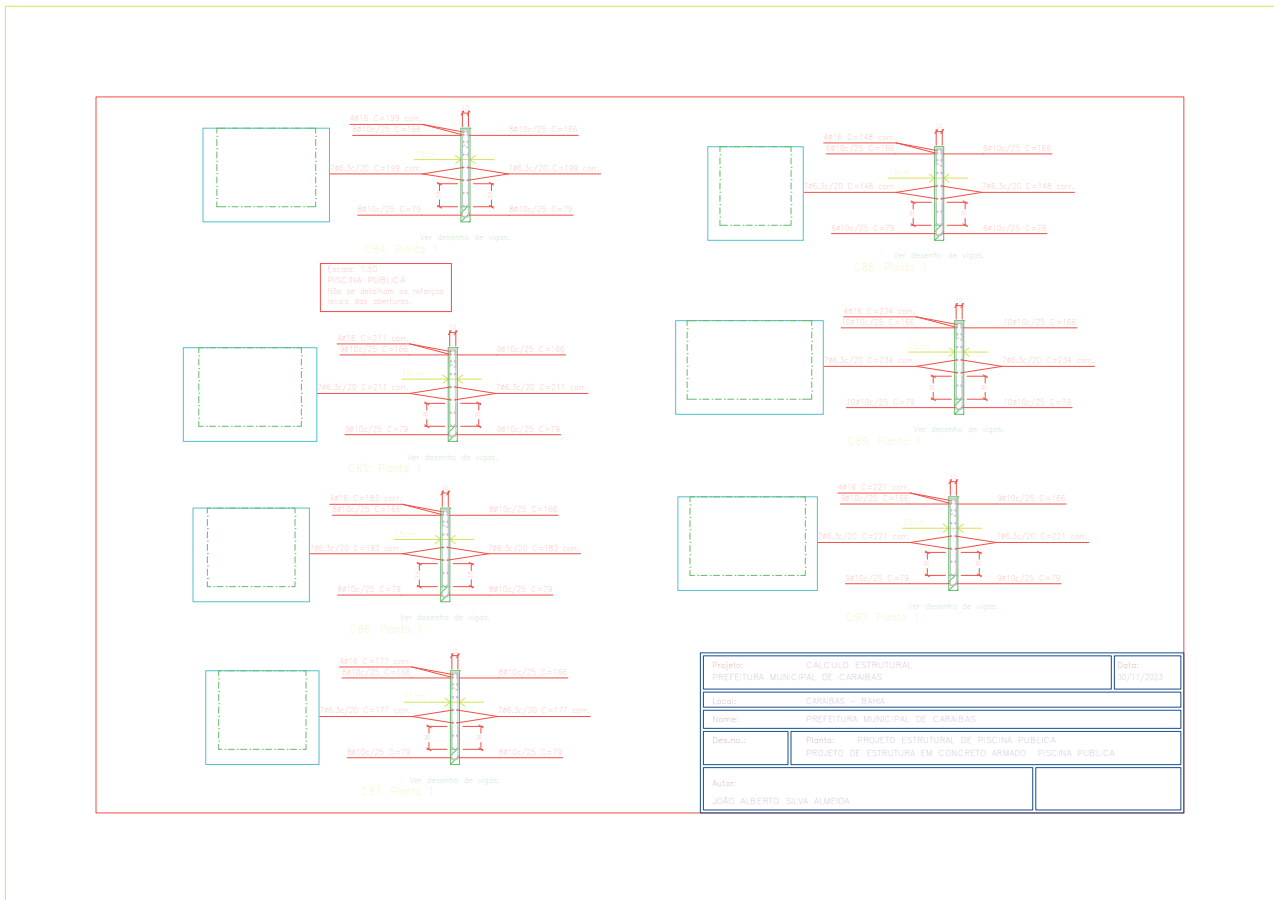 4ø16 C=199 corr.
8ø10c/25 C=166
8ø10c/25 C=166
7ø6.3c/20 C=199 corr.
7ø6.3c/20 C=199 corr.
8ø10c/25 C=79
8ø10c/25 C=79
Ver desenho de vigas.
C84: Planta 1
Escala: 1:50
PISCINA PUBLICA
Não se detalham os reforços
locais das aberturas.
4ø16 C=211 corr.
9ø10c/25 C=166
9ø10c/25 C=166
15cm
7ø6.3c/20 C=211 corr.
7ø6.3c/20 C=211 corr.
9ø10c/25 C=79
9ø10c/25 C=79
Ver desenho de vigas.
C85: Planta 1
4ø16 C=183 corr.
8ø10c/25 C=166
8ø10c/25 C=166
15cm
7ø6.3c/20 C=183 corr.
7ø6.3c/20 C=183 corr.
8ø10c/25 C=79
8ø10c/25 C=79
Ver desenho de vigas.
C86: Planta 1
4ø16 C=177 corr.
8ø10c/25 C=166
8ø10c/25 C=166
15cm
7ø6.3c/20 C=177 corr.
7ø6.3c/20 C=177 corr.
8ø10c/25 C=79
8ø10c/25 C=79
Ver desenho de vigas.
C87: Planta 1
4ø16 C=148 corr.
6ø10c/25 C=166
6ø10c/25 C=166
15cm
7ø6.3c/20 C=148 corr.
7ø6.3c/20 C=148 corr.
6ø10c/25 C=79
6ø10c/25 C=79
Ver desenho de vigas.
C88: Planta 1
4ø16 C=234 corr.
10ø10c/25 C=166
10ø10c/25 C=166
15cm
7ø6.3c/20 C=234 corr.
7ø6.3c/20 C=234 corr.
10ø10c/25 C=79
10ø10c/25 C=79
Ver desenho de vigas.
C89: Planta 1
4ø16 C=221 corr.
9ø10c/25 C=166
9ø10c/25 C=166
15cm
7ø6.3c/20 C=221 corr.
7ø6.3c/20 C=221 corr.
9ø10c/25 C=79
9ø10c/25 C=79
Ver desenho de vigas.
C90: Planta 1
Projeto: CALCULO ESTRUTURAL
PREFEITURA MUNICIPAL DE CARAIBAS
Data:
30/11/2023
Local: CARAIBAS - BAHIA
Nome: PREFEITURA MUNICIPAL DE CARAIBAS
Des.no.:
Planta: PROJETO ESTRUTURAL DE PISCINA PUBLICA
PROJETO DE ESTRUTURA EM CONCRETO ARMADO PISCINA PUBLICA
Autor:
JOÃO ALBERTO SILVA ALMEIDA